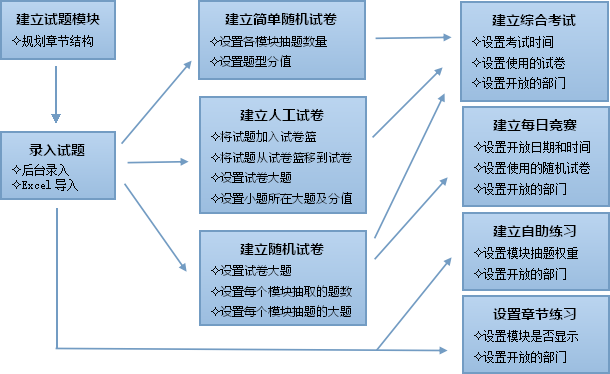 建立试题模块
✧规划章节结构
录入试题
✧后台录入
✧Excel导入
建立简单随机试卷
✧设置各模块抽题数量
✧设置题型分值
建立人工试卷
✧将试题加入试卷篮
✧将试题从试卷篮移到试卷
✧设置试卷大题
✧设置小题所在大题及分值
建立随机试卷
✧设置试卷大题
✧设置每个模块抽取的题数
✧设置每个模块抽题的大题
建立综合考试
✧设置考试时间
✧设置使用的试卷
✧设置开放的部门
建立每日竞赛
✧设置开放日期和时间
✧设置使用的随机试卷
✧设置开放的部门
建立自助练习
✧设置模块抽题权重
✧设置开放的部门
设置章节练习
✧设置模块是否显示
✧设置开放的部门